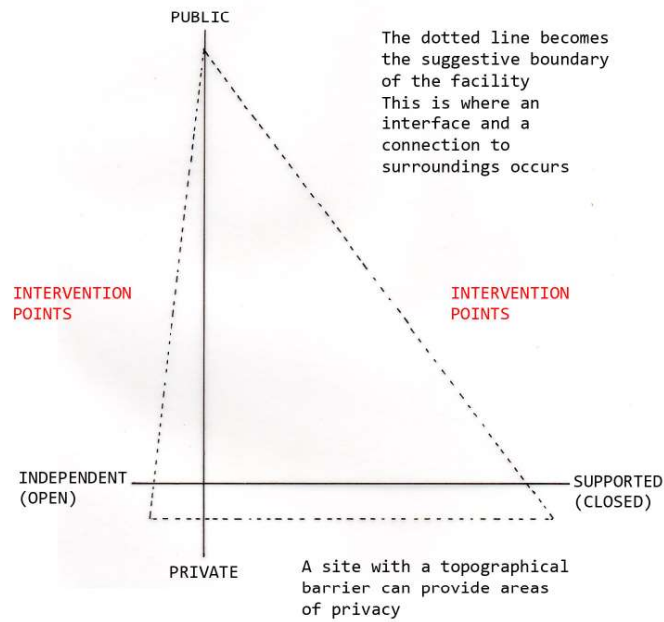 PUBLIC
The dotted line becomes
the suggestive boundary
of the facility
This is where an
interface and a
connection to
surroundings occurs
INTERVENTION
POINTS
INTERVENTION
POINTS
INDEPENDENT
(OPEN)
SUPPORTED
(CLOSED)
PRIVATE
A site with a topographical
barrier can provide areas
of privacy